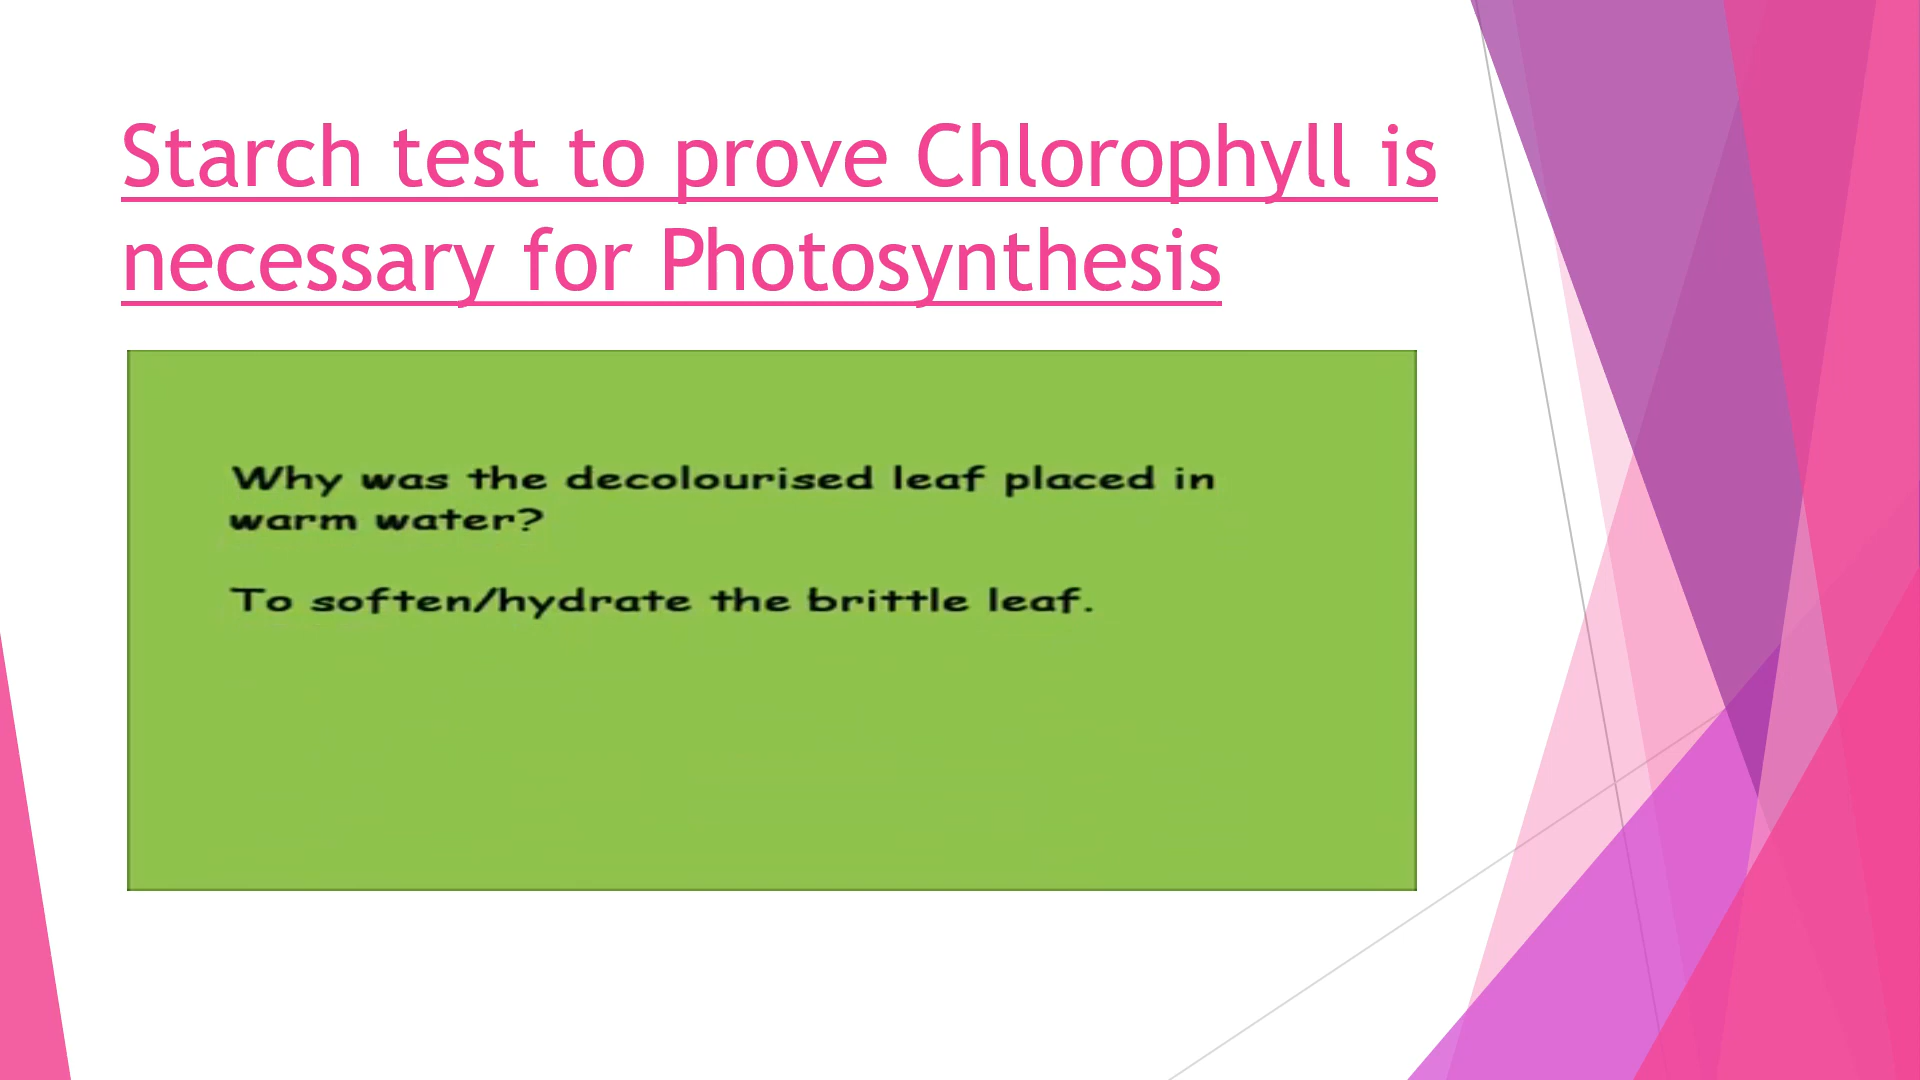 Starch test to prove Chlorophyll is
necessary for Photosynthesis
Why was the decolourised leaf placed in
warm water?
To soften/hydrate the brittle leaf.